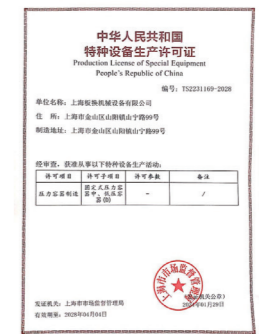 中华人民共和国
特种设备生产许可证
Production License of Special Equipment
People's Republic of China
编号：TS2231169-2028
单位名称：上海板换机械设备有限公司
住 所：上海市金山区山阳镇山宁路99号
制造地址：上海市金山区山阳镇山宁路99号
经审查，获准从事以下特种设备生产活动：
许可项目 许可子项目 许可参数 备注
压力容器制造 固定式压力容器中、低压容器(D) - /
发证机关：上海市市场监督管理局
有效期至：2028年04月04日